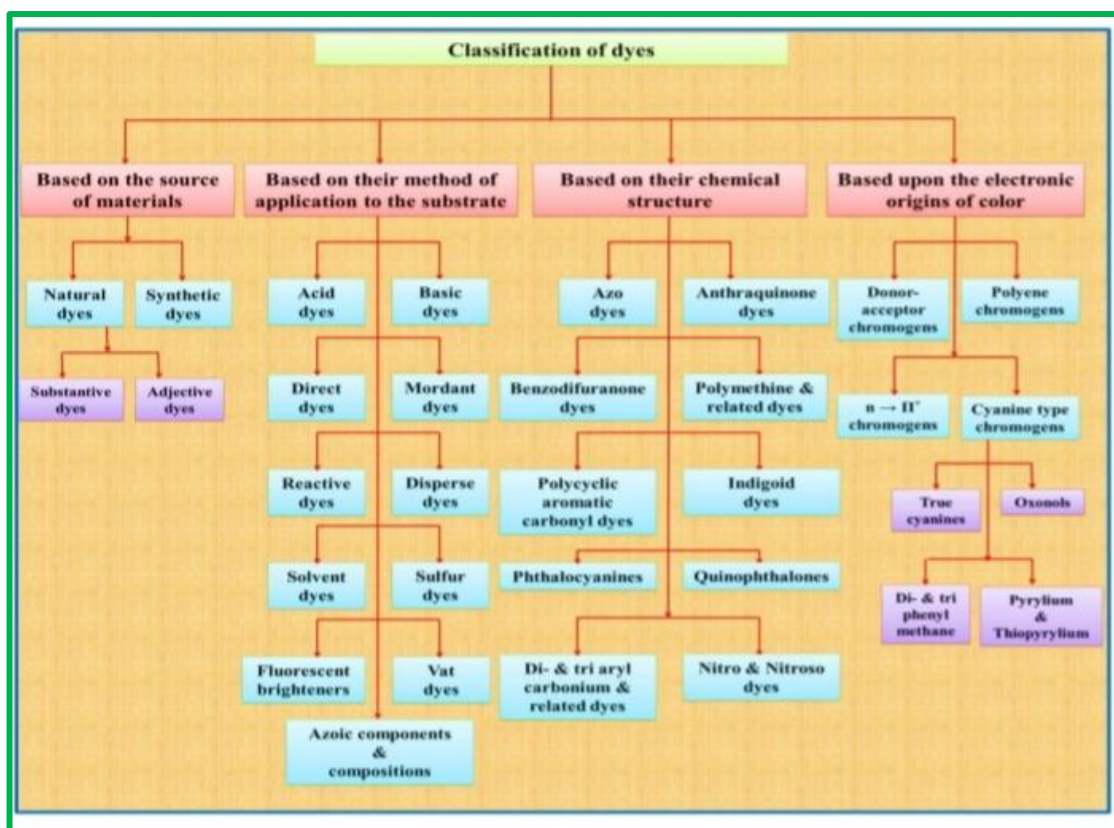 Classification of dyes
Based on the source
of materials
Based on their method of
application to the substrate
Based on their chemical
structure
Based upon the electronic
origins of color
Natural
dyes
Synthetic
dyes
Substantive
dyes
Adjective
dyes
Acid
dyes
Basic
dyes
Direct
dyes
Mordant
dyes
Reactive
dyes
Disperse
dyes
Solvent
dyes
Sulfur
dyes
Fluorescent
brighteners
Vat
dyes
Azoic components
&
compositions
Azo
dyes
Anthraquinone
dyes
Benzodifuranone
dyes
Polymethine &
related dyes
Polycyclic
aromatic
carbonyl dyes
Indigoid
dyes
Phthalocyanines
Quinophthalones
Di- & tri aryl
carbonium &
related dyes
Nitro & Nitroso
dyes
Donor-
acceptor
chromogens
Polyene
chromogens
n → Π*
chromogens
Cyanine type
chromogens
True
cyanines
Oxonols
Di- & tri
phenyl
methane
Pyrylium
&
Thiopyrylium